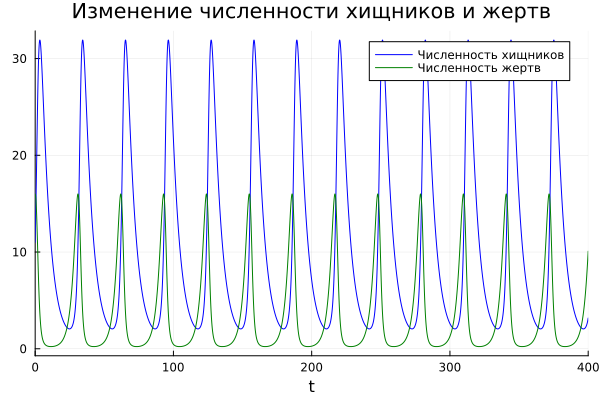 Изменение численности хищников и жертв
Численность хищников
Численность жертв
30
20
10
0
0 100 200 300 400
t